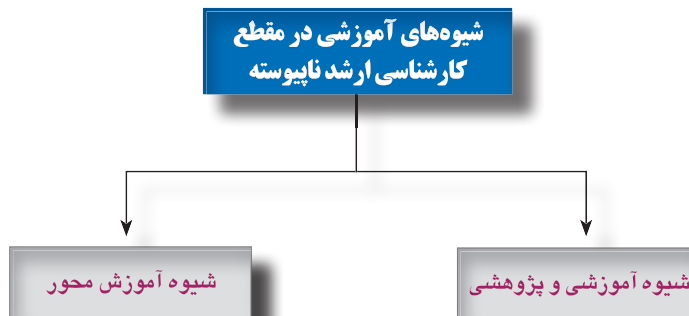 شیوه‌های آموزشی در مقطع
کارشناسی ارشد ناپیوسته
شیوه آموزشی و پژوهشی
شیوه آموزش محور